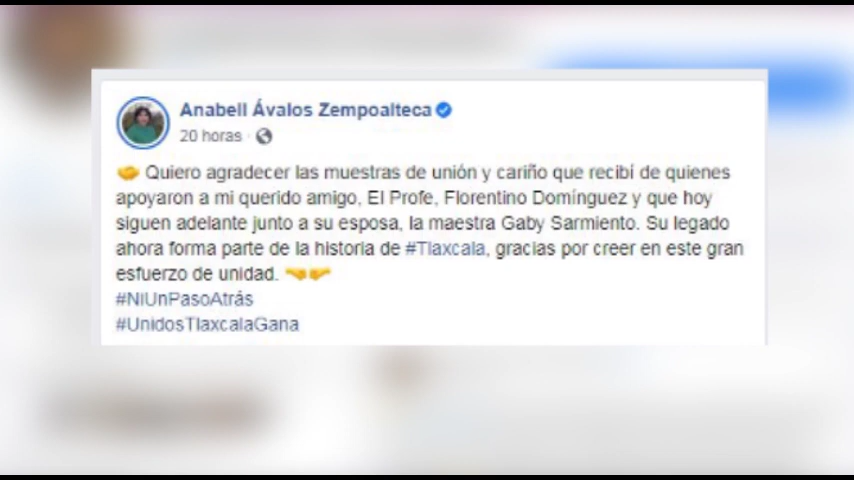 Anabell Ávalos Zempoalteca
20 horas ·
🤝 Quiero agradecer las muestras de unión y cariño que recibí de quienes
apoyaron a mi querido amigo, El Profe, Florentino Domínguez y que hoy
siguen adelante junto a su esposa, la maestra Gaby Sarmiento. Su legado
ahora forma parte de la historia de #Tlaxcala, gracias por creer en este gran
esfuerzo de unidad. 🤜🤛
#NiUnPasoAtrás
#UnidosTlaxcalaGana